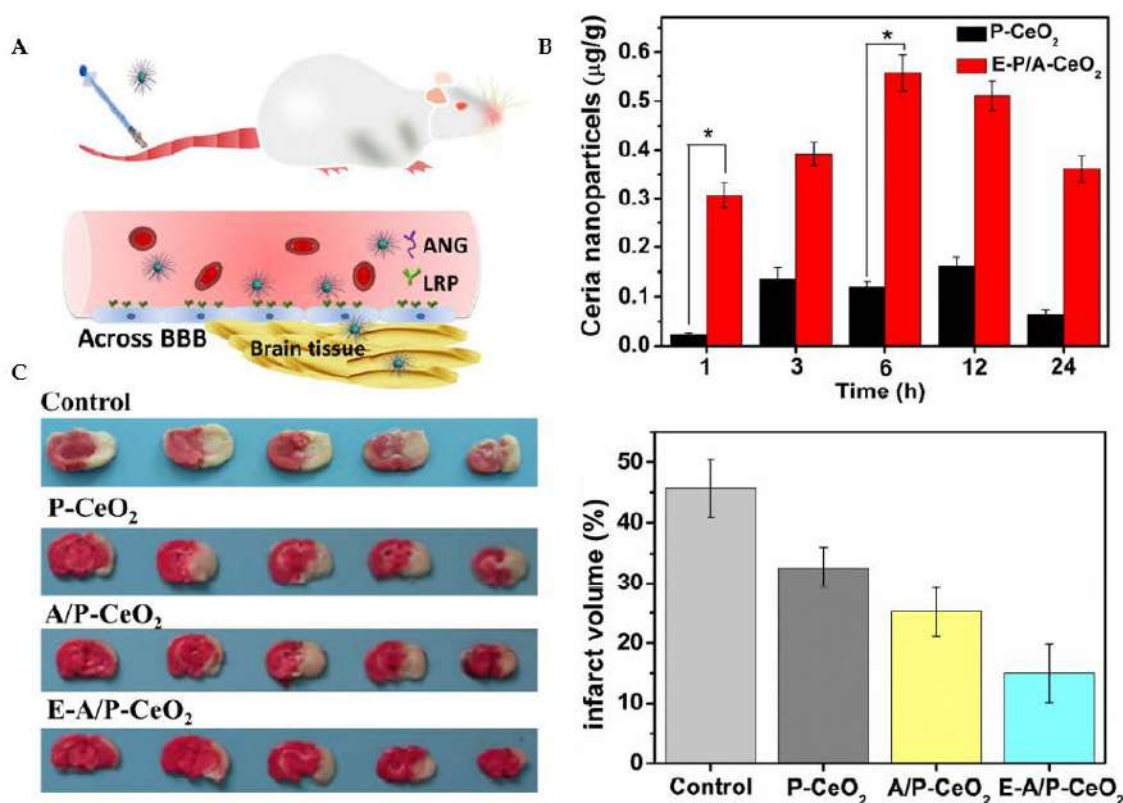 A
ANG
LRP
Across BBB
Brain tissue
B
Ceria nanoparticels (µg/g)
0.6
0.5
0.4
0.3
0.2
0.1
0.0
*
*
P-CeO₂
E-P/A-CeO₂
1 3 6 12 24
Time (h)
C
Control
P-CeO₂
A/P-CeO₂
E-A/P-CeO₂
infarct volume (%)
50
40
30
20
10
0
Control P-CeO₂ A/P-CeO₂ E-A/P-CeO₂